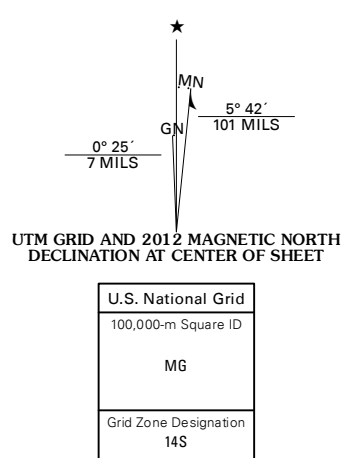 ★
MN
5° 42´
101 MILS
GN
0° 25´
7 MILS
UTM GRID AND 2012 MAGNETIC NORTH
DECLINATION AT CENTER OF SHEET
U.S. National Grid
100,000-m Square ID
MG
Grid Zone Designation
14S